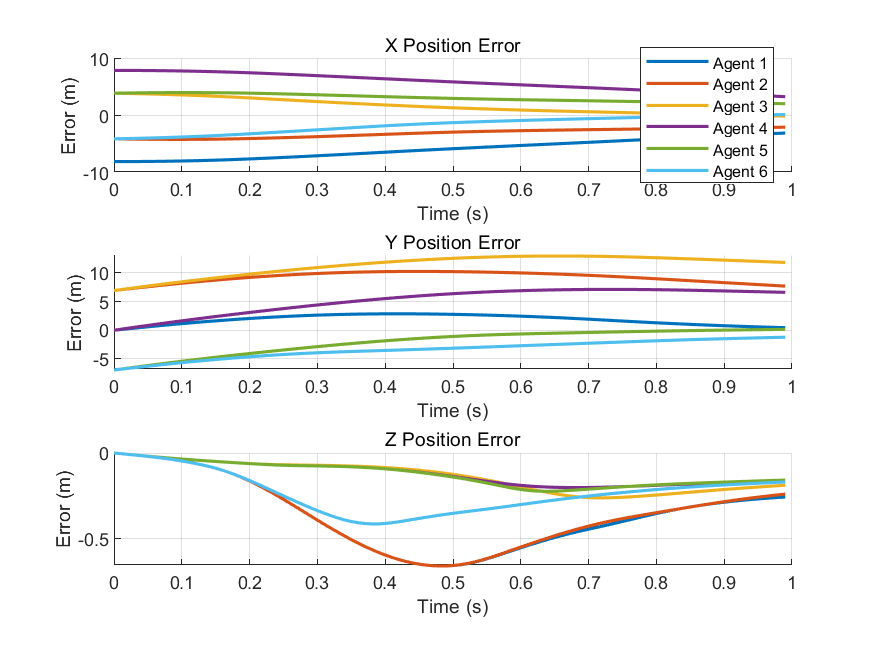 X Position Error
10
0
-10
Error (m)
0 0.1 0.2 0.3 0.4 0.5 0.6 0.7 0.8 0.9 1
Time (s)
Agent 1
Agent 2
Agent 3
Agent 4
Agent 5
Agent 6
Y Position Error
10
5
0
-5
Error (m)
0 0.1 0.2 0.3 0.4 0.5 0.6 0.7 0.8 0.9 1
Time (s)
Z Position Error
0
-0.5
Error (m)
0 0.1 0.2 0.3 0.4 0.5 0.6 0.7 0.8 0.9 1
Time (s)